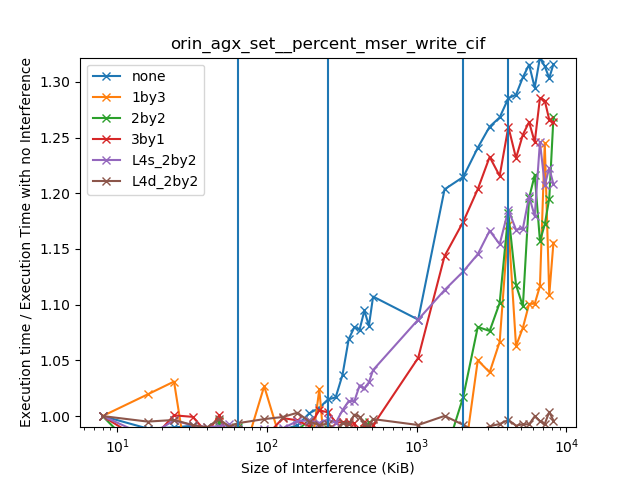 orin_agx_set__percent_mser_write_cif
Execution time / Execution Time with no Interference
1.30
1.25
1.20
1.15
1.10
1.05
1.00
none
1by3
2by2
3by1
L4s_2by2
L4d_2by2
10¹
10²
10³
10⁴
Size of Interference (KiB)